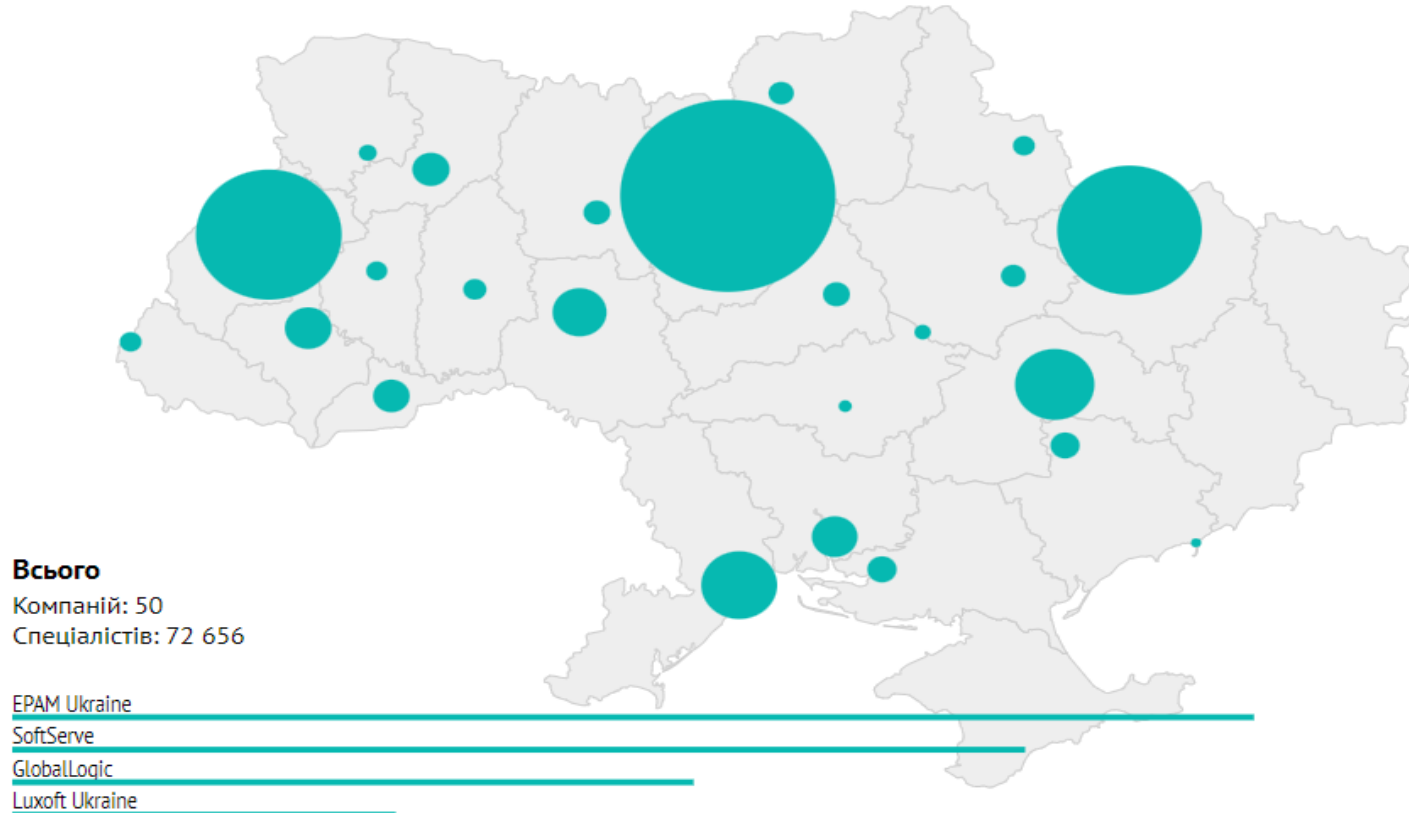 Всього
Компаній: 50
Спеціалістів: 72 656
EPAM Ukraine
SoftServe
GlobalLogic
Luxoft Ukraine